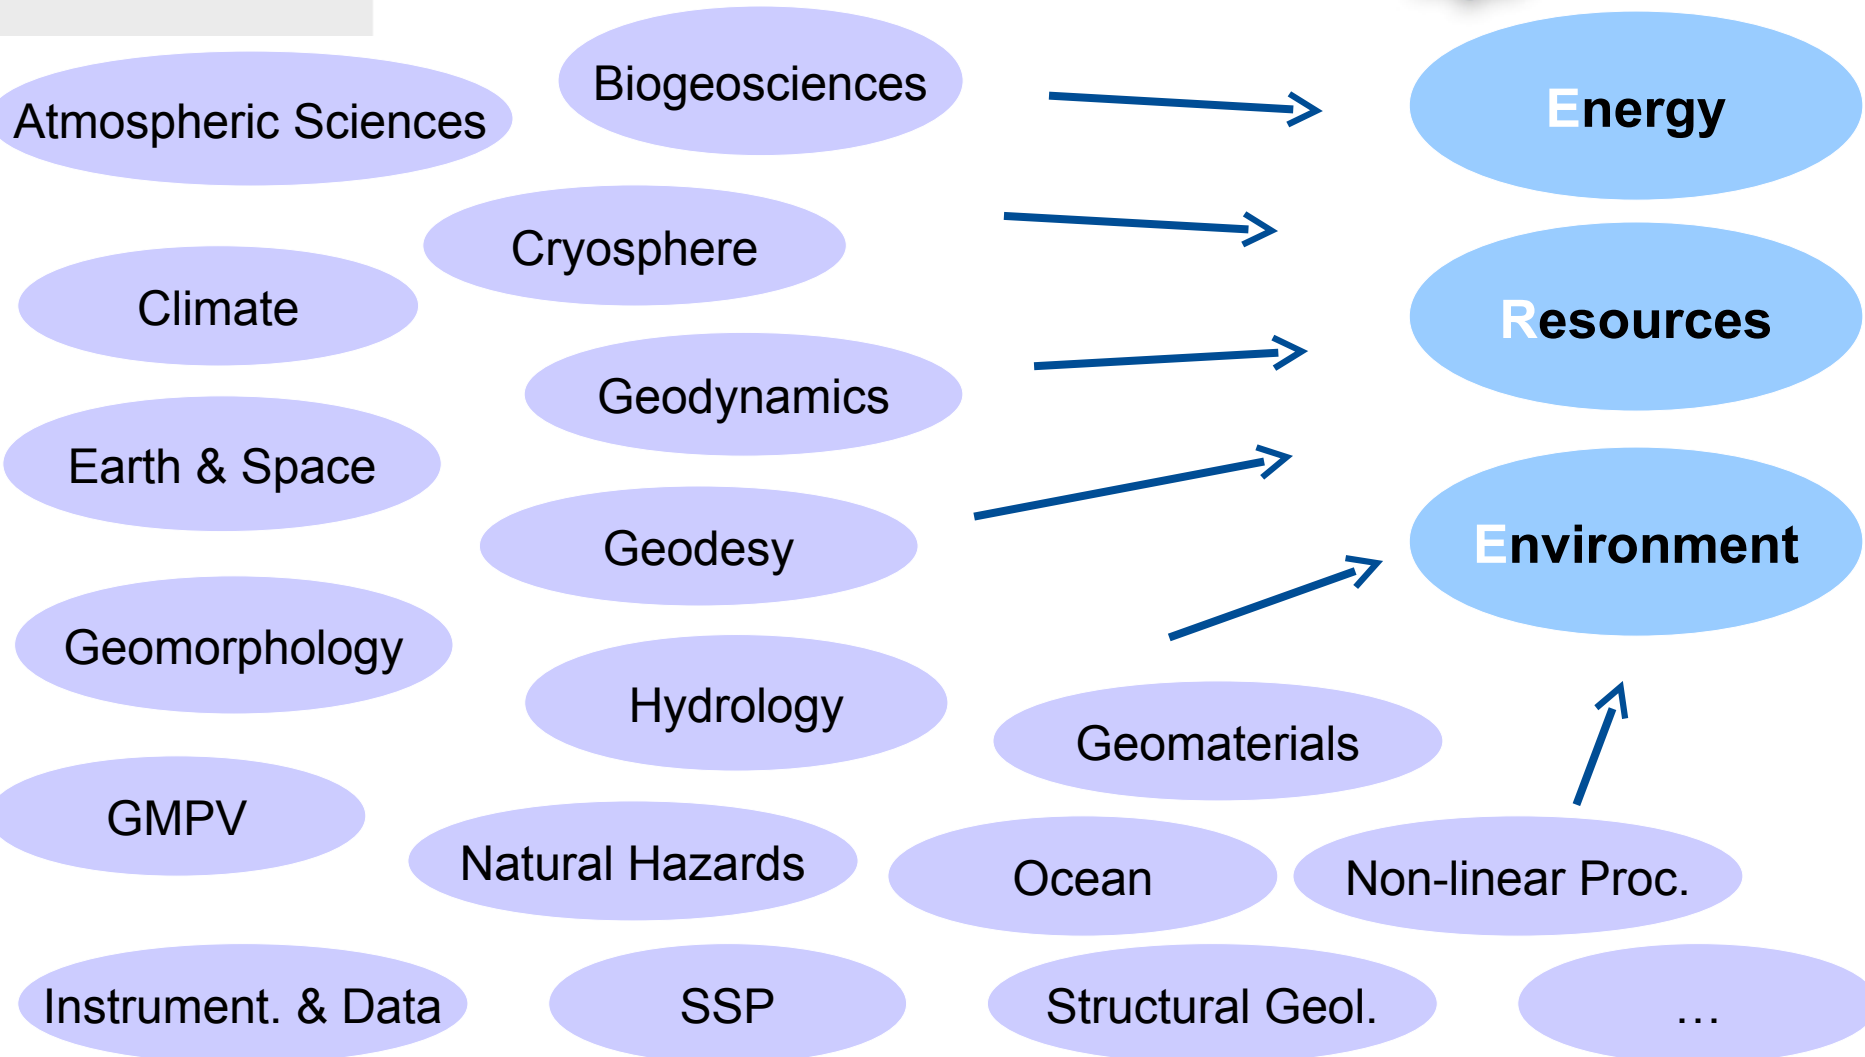 Atmospheric Sciences
Biogeosciences
Energy
Cryosphere
Climate
Resources
Geodynamics
Earth & Space
Geodesy
Environment
Geomorphology
Hydrology
Geomaterials
GMPV
Natural Hazards
Ocean
Non-linear Proc.
Instrument. & Data
SSP
Structural Geol.
…